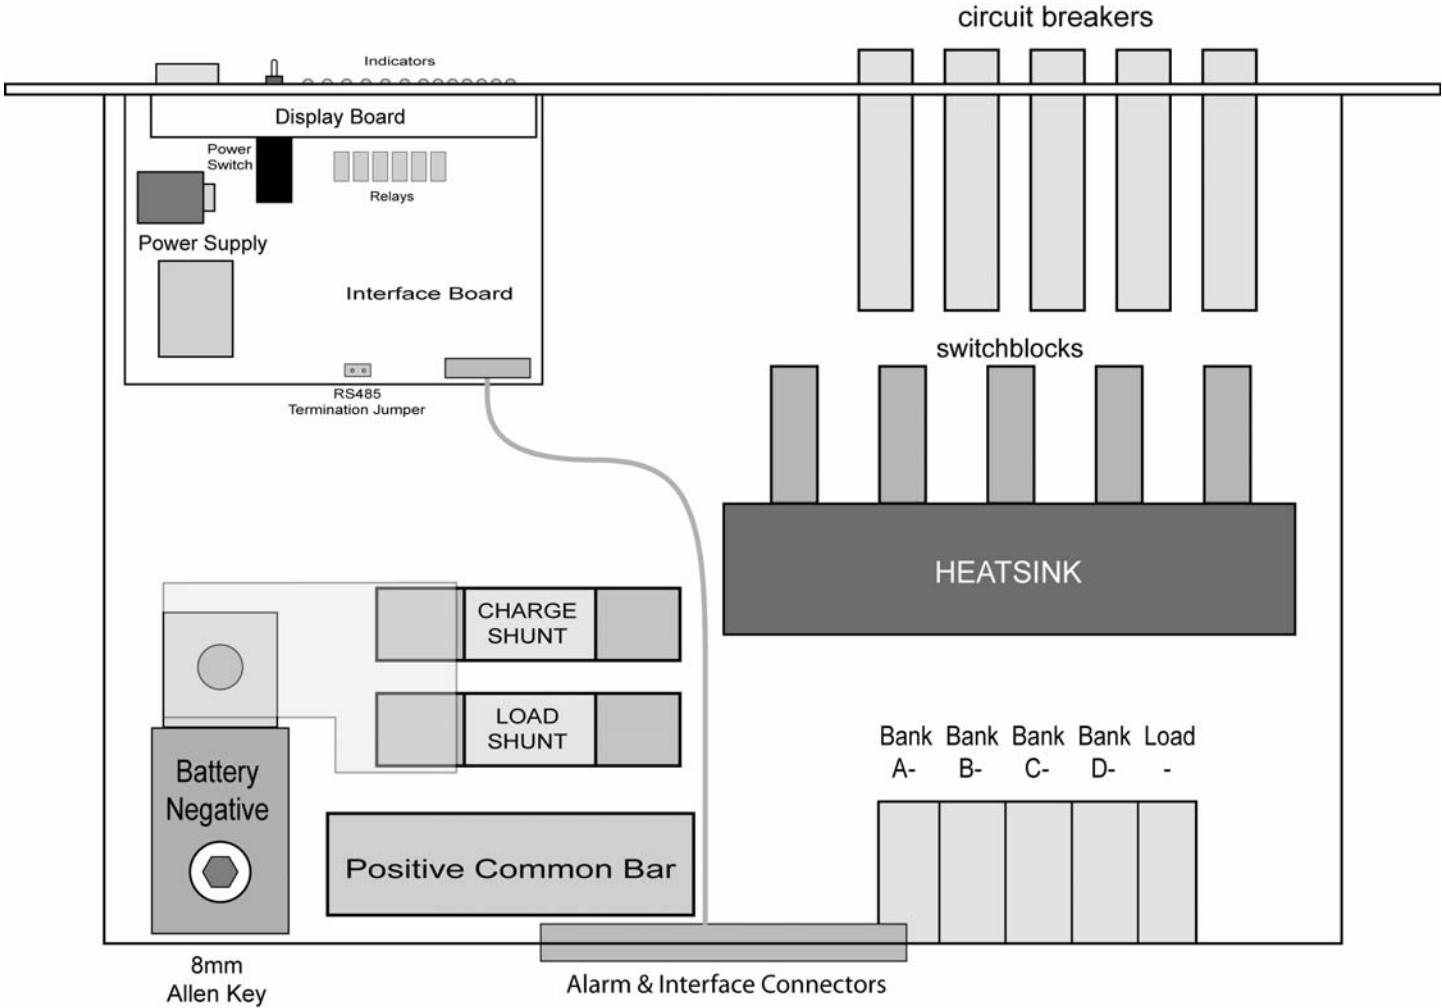 circuit breakers
Indicators
Display Board
Power
Switch
Relays
Power Supply
Interface Board
switchblocks
RS485
Termination Jumper
HEATSINK
CHARGE
SHUNT
LOAD
SHUNT
Bank Bank Bank Bank Load
A- B- C- D- -
Battery
Negative
Positive Common Bar
8mm
Allen Key
Alarm & Interface Connectors